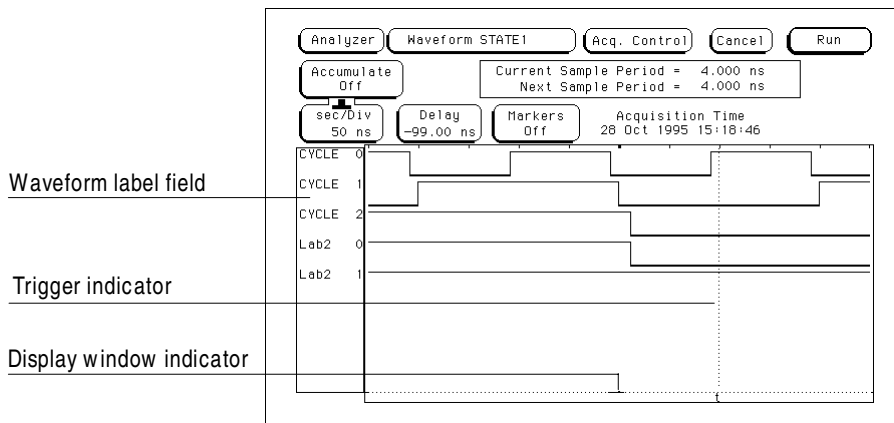 Analyzer Waveform STATE1 Acq. Control Cancel Run
Accumulate
Off
Current Sample Period = 4.000 ns
Next Sample Period = 4.000 ns
sec/Div
50 ns
Delay
-99.00 ns
Markers
Off
Acquisition Time
28 Oct 1995 15:18:46
CYCLE 0
CYCLE 1
CYCLE 2
Lab2 0
Lab2 1
t
Waveform label field
Trigger indicator
Display window indicator